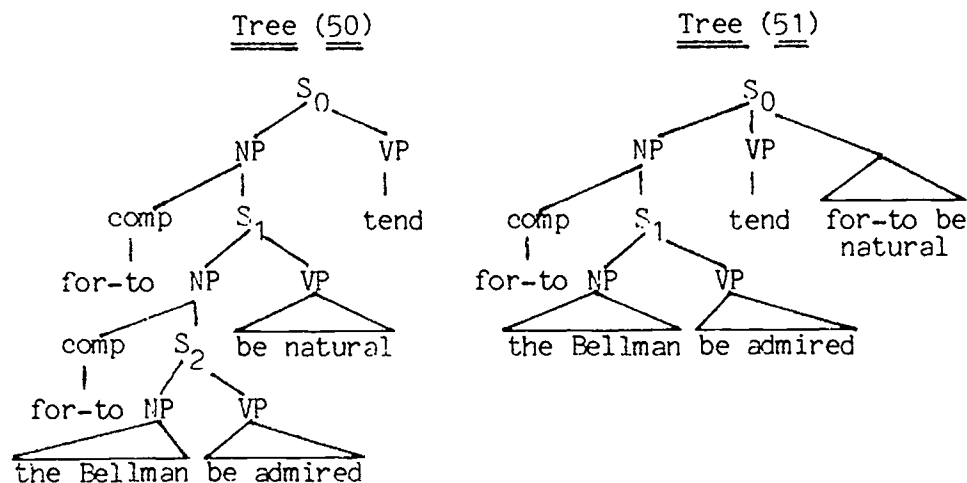 Tree (50)
S0
NP VP
comp S1 tend
for-to NP VP
comp S2 be natural
for-to NP VP
the Bellman be admired
Tree (51)
S0
NP VP
comp S1 tend for-to be
natural
for-to NP VP
the Bellman be admired